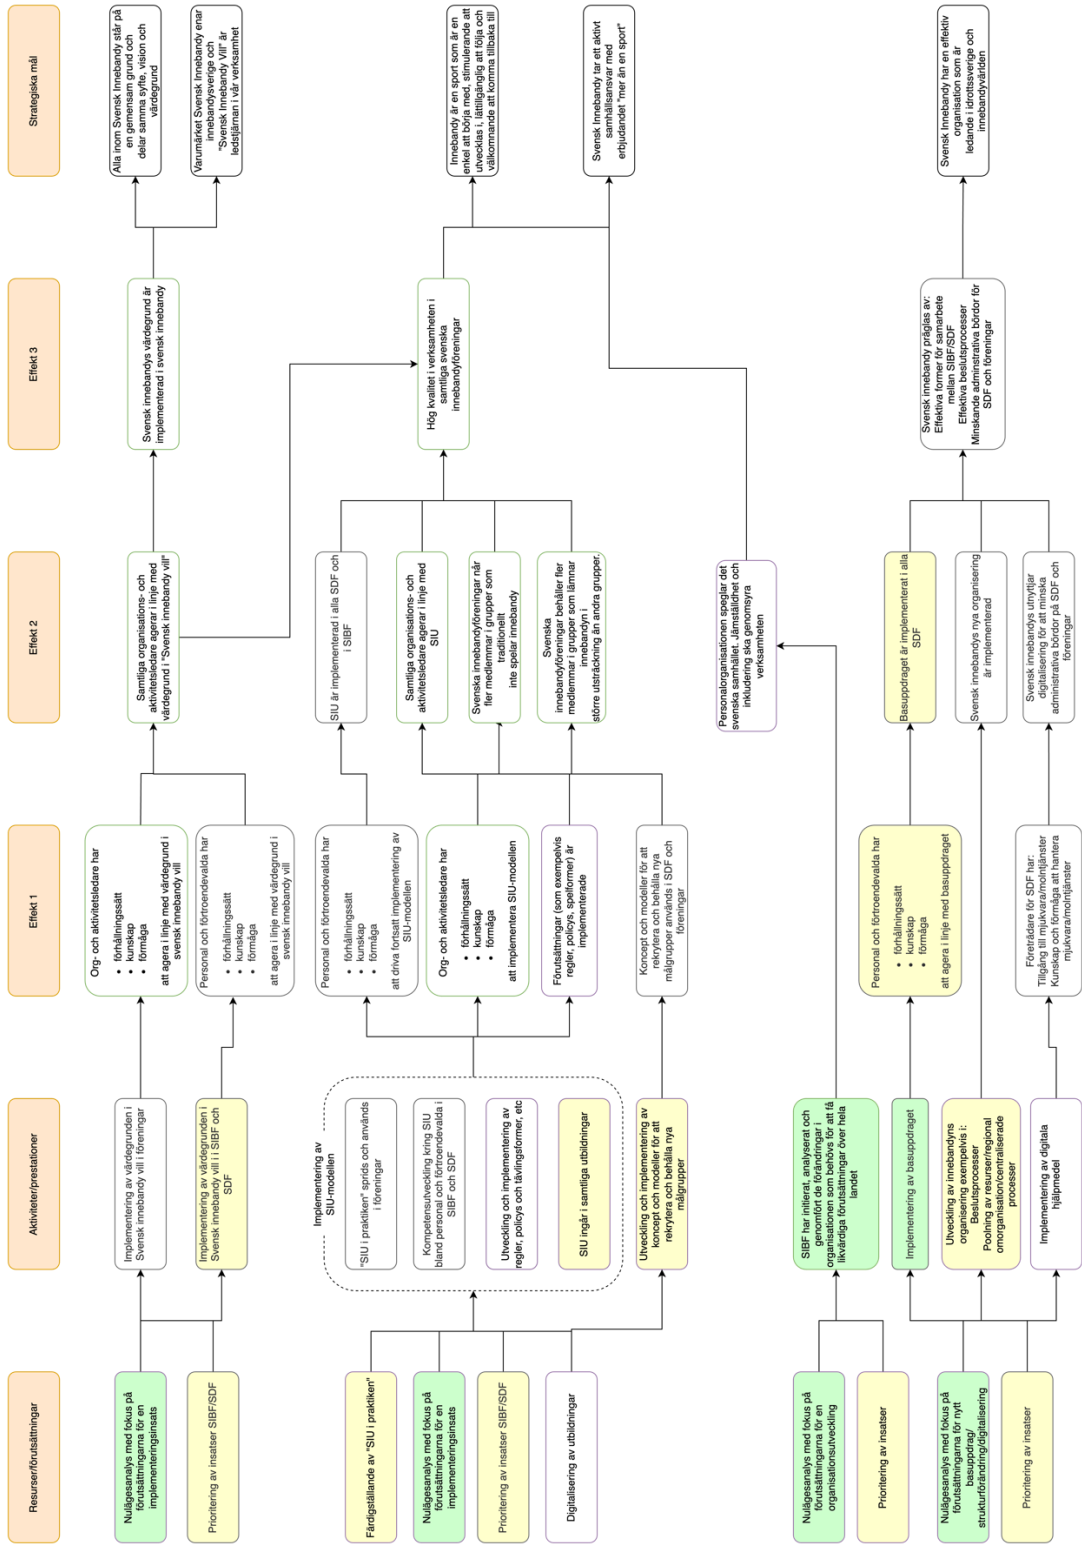 Resurser/förutsättningar
Aktiviteter/prestationer
Effekt 1
Effekt 2
Effekt 3
Strategiska mål
Nulägesanalys med fokus på
förutsättningarna för en
implementeringsinsats
Prioritering av insatser SIBF/SDF
Implementering av värdegrunden i
Svensk innebandy vill i föreningar
Implementering av värdegrunden i
Svensk innebandy vill i i SIBF och
SDF
Org- och aktivitetsledare har
• förhållningssätt
• kunskap
• förmåga
att agera i linje med värdegrund i
svensk innebandy vill
Personal och förtroendevalda har
• förhållningssätt
• kunskap
• förmåga
att agera i linje med värdegrund i
svensk innebandy vill
Samtliga organisations- och
aktivitetsledare agerar i linje med
värdegrund i "Svensk innebandy vill"
Svensk innebandys värdegrund är
implementerad i svensk innebandy
Alla inom Svensk Innebandy står på
en gemensam grund och
delar samma syfte, vision och
värdegrund
Varumärket Svensk Innebandy enar
innebandysverige och
"Svensk Innebandy Vill" är
ledstjärnan i vår verksamhet
Färdigställande av "SIU i praktiken"
Nulägesanalys med fokus på
förutsättningarna för en
implementeringsinsats
Prioritering av insatser SIBF/SDF
Digitalisering av utbildningar
Implementering av
SIU-modellen
"SIU i praktiken" sprids och används
i föreningar
Kompetensutveckling kring SIU
bland personal och förtroendevalda i
SIBF och SDF
Utveckling och implementering av
regler, policys och tävlingsformer, etc
SIU ingår i samtliga utbildningar
Utveckling och implementering av
koncept och modeller för att
rekrytera och behålla nya
målgrupper
Personal och förtroendevalda har
• förhållningssätt
• kunskap
• förmåga
att driva fortsatt implementering av
SIU-modellen
Org- och aktivitetsledare har
• förhållningssätt
• kunskap
• förmåga
att implementera SIU-modellen
Förutsättningar (som exempelvis
regler, policys, spelformer) är
implementerade
Koncept och modeller för att
rekrytera och behålla nya
målgrupper används i SDF och
föreningar
SIU är implementerad i alla SDF och
i SIBF
Samtliga organisations- och
aktivitetsledare agerar i linje med
SIU
Svenska innebandyföreningar når
fler medlemmar i grupper som
traditionellt
inte spelar innebandy
Svenska
innebandyföreningar behåller fler
medlemmar i grupper som lämnar
innebandyn i
större utsträckning än andra grupper.
Hög kvalitet i verksamheten i
samtliga svenska
innebandyföreningar
Innebandy är en sport som är en
enkel att börja med, stimulerande att
utvecklas i, lättillgänglig att följa och
välkomnande att komma tillbaka till
Svensk Innebandy tar ett aktivt
samhällsansvar med
erbjudandet "mer än en sport"
Nulägesanalys med fokus på
förutsättningarna för en
organisationsutveckling
Prioritering av insatser
SIBF har initierat, analyserat och
genomfört de förändringar i
organisationen som behövs för att få
likvärdiga förutsättningar över hela
landet
Personalorganisationen speglar det
svenska samhället. Jämställdhet och
inkludering ska genomsyra
verksamheten
Nulägesanalys med fokus på
förutsättningarna för nytt
basuppdrag/
strukturförändring/digitalisering
Prioritering av insatser
Implementering av basuppdraget
Utveckling av innebandyns
organisering exempelvis i:
Beslutsprocesser
Poolning av resurser/regional
omorganisation/centraliserade
processer
Implementering av digitala
hjälpmedel
Personal och förtroendevalda har
• förhållningssätt
• kunskap
• förmåga
att agera i linje med basuppdraget
Företrädare för SDF har:
Tillgång till mjukvara/molntjänster
Kunskap och förmåga att hantera
mjukvara/molntjänster
Basuppdraget är implementerat i alla
SDF
Svensk innebandys nya organisering
är implementerad
Svensk innebandys utnyttjar
digitalisering för att minska
administrativa bördor på SDF och
föreningar
Svensk innebandy präglas av:
Effektiva former för samarbete
mellan SIBF/SDF
Effektiva beslutsprocesser
Minskande adminstrativa bördor för
SDF och föreningar
Svensk Innebandy har en effektiv
organisation som är
ledande i idrottssverige och
innebandyvärlden